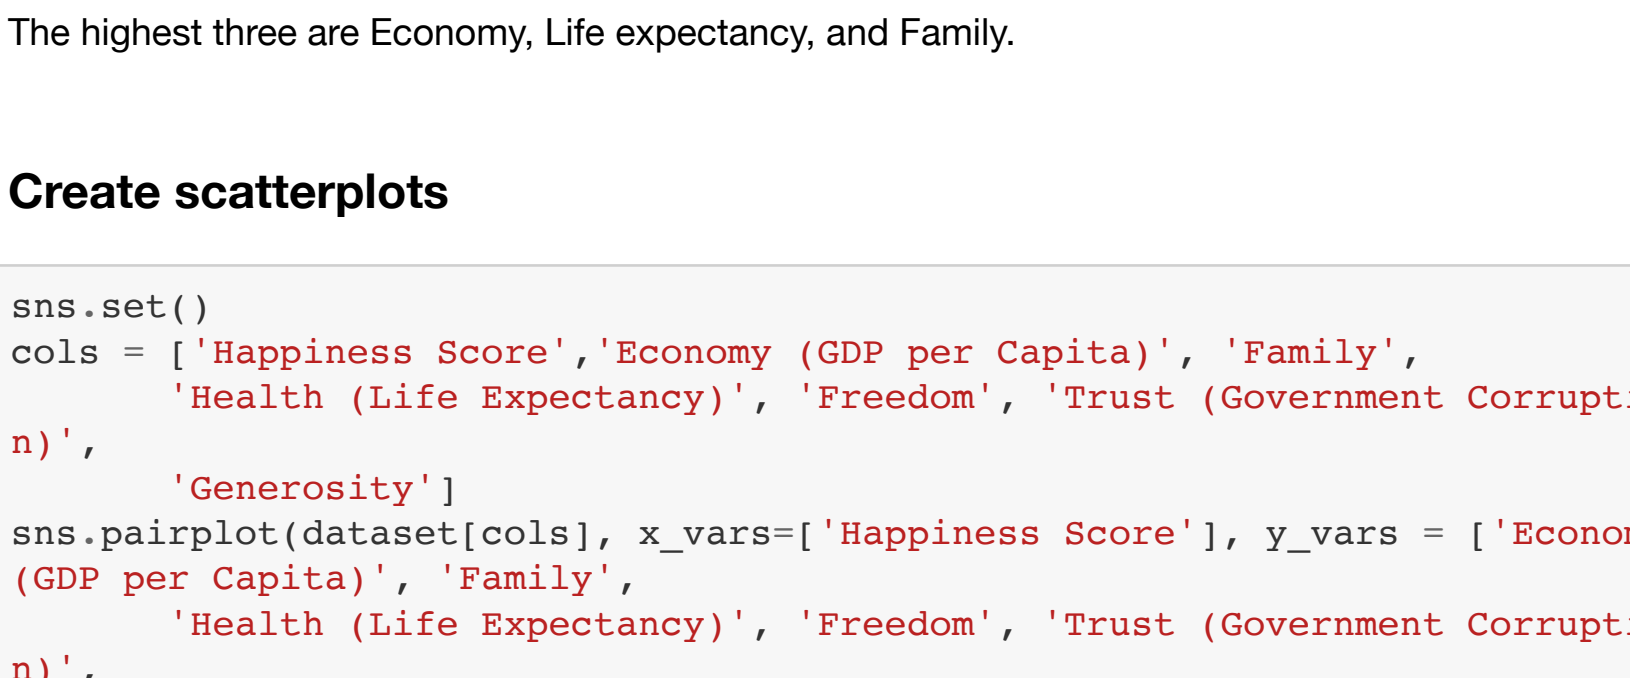 The highest three are Economy, Life expectancy, and Family.
Create scatterplots
sns.set()
cols = ['Happiness Score','Economy (GDP per Capita)', 'Family',
'Health (Life Expectancy)', 'Freedom', 'Trust (Government Corrupti
n)',
'Generosity']
sns.pairplot(dataset[cols], x_vars=['Happiness Score'], y_vars = ['Econom
(GDP per Capita)', 'Family',
'Health (Life Expectancy)', 'Freedom', 'Trust (Government Corrupti
n)',